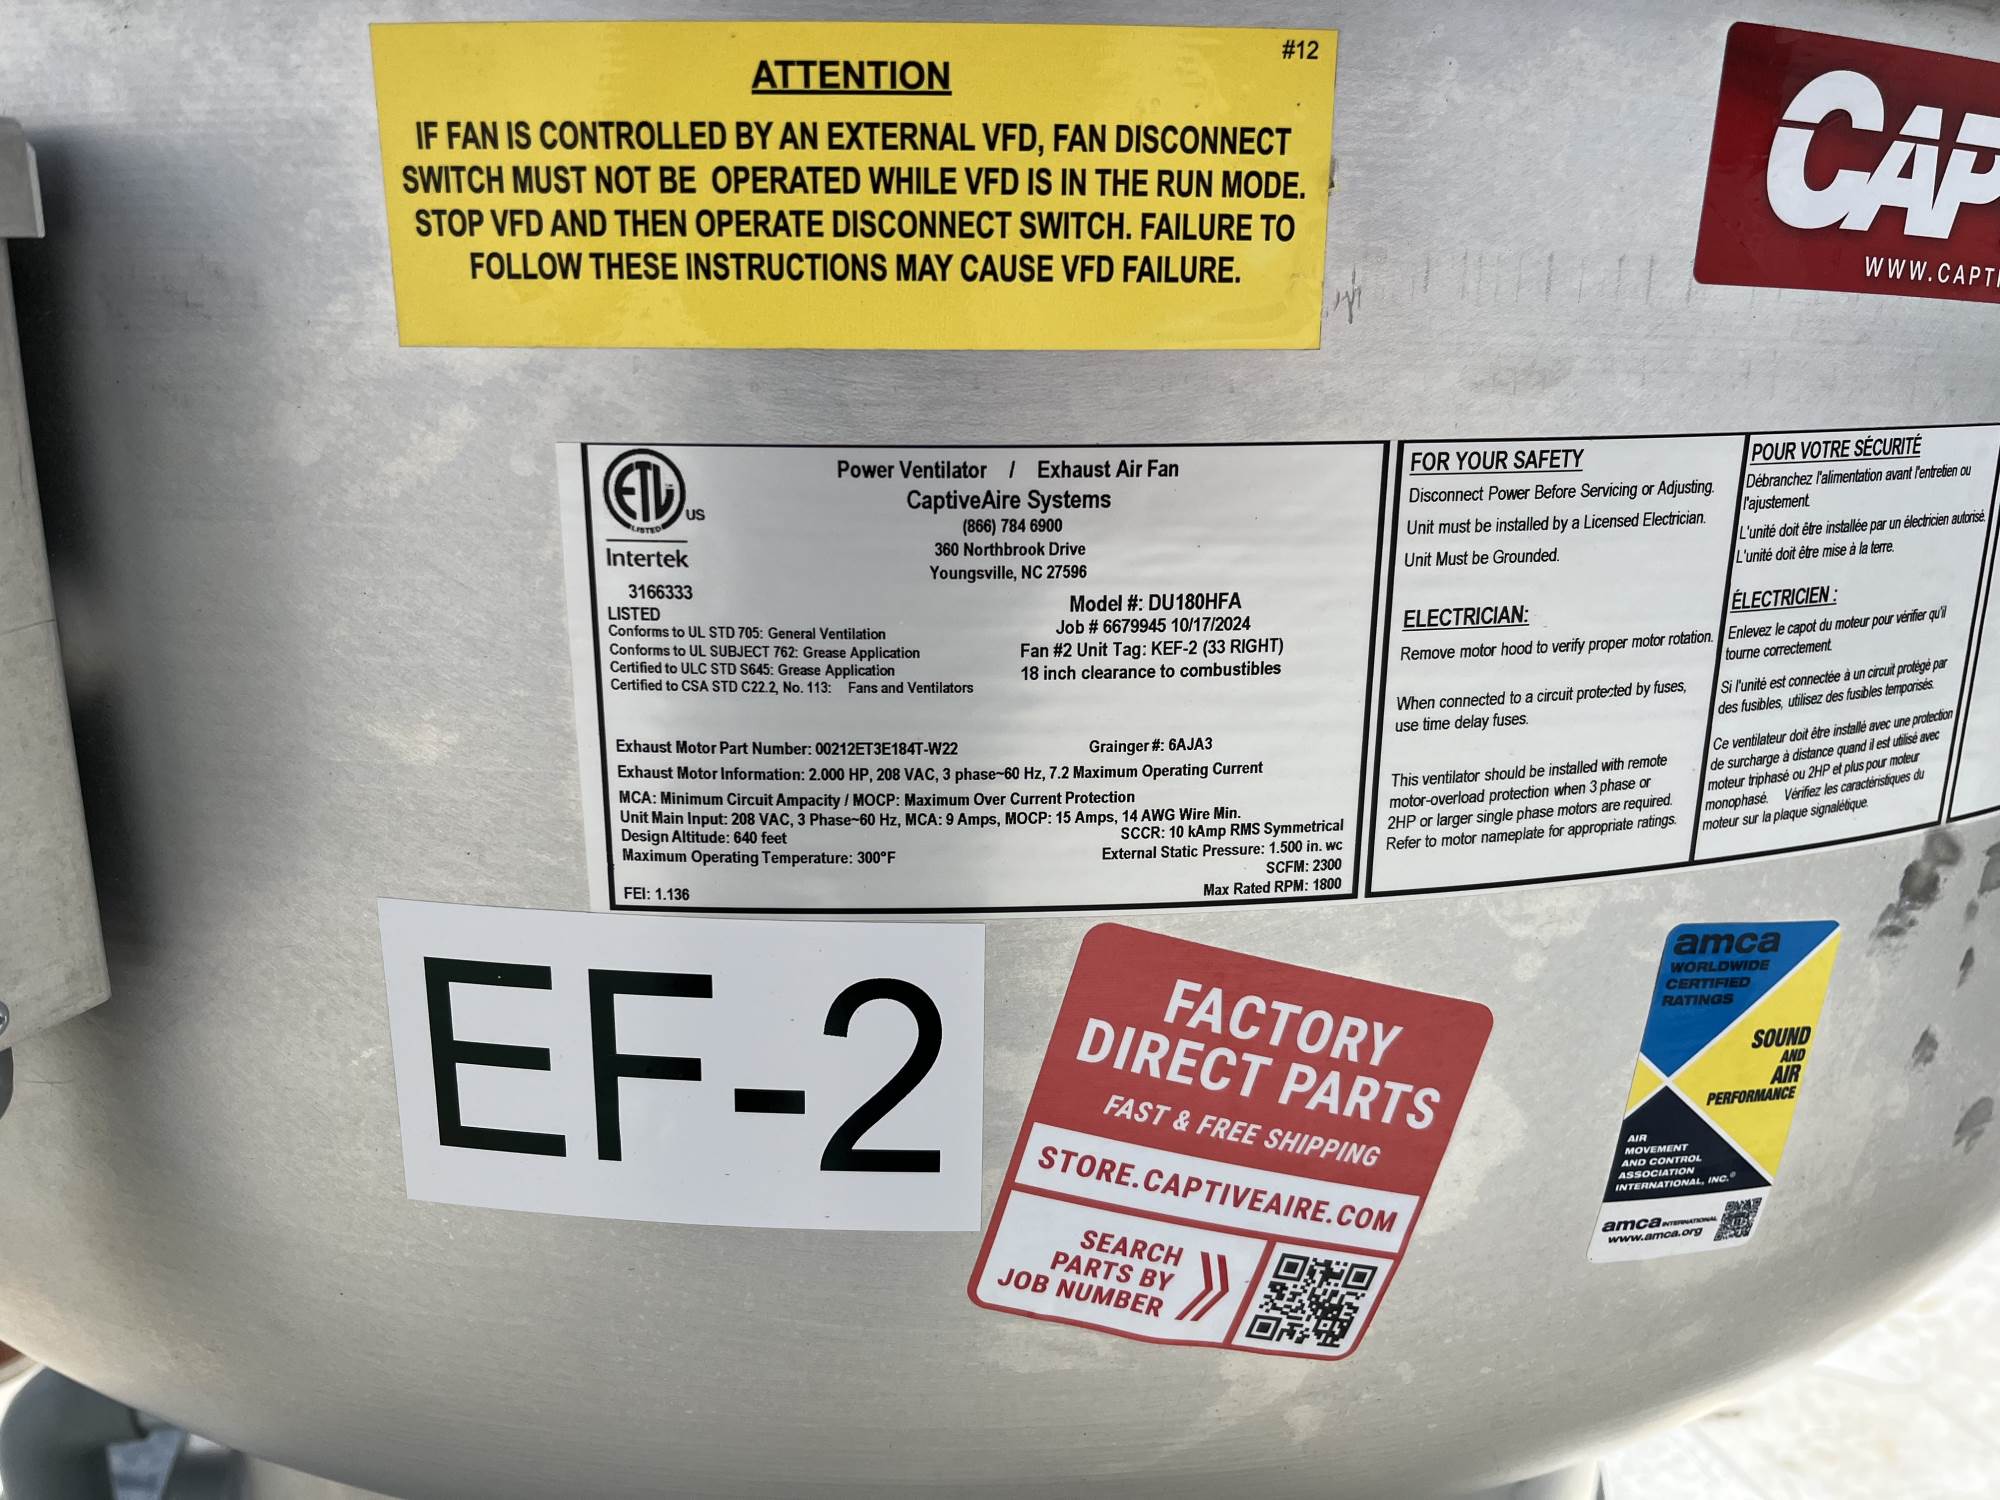 #12
ATTENTION
IF FAN IS CONTROLLED BY AN EXTERNAL VFD, FAN DISCONNECT
SWITCH MUST NOT BE OPERATED WHILE VFD IS IN THE RUN MODE.
STOP VFD AND THEN OPERATE DISCONNECT SWITCH. FAILURE TO
FOLLOW THESE INSTRUCTIONS MAY CAUSE VFD FAILURE.
CAP
WWW.CAPTI
ETL
US
LISTED
Intertek
3166333
LISTED
Conforms to UL STD 705: General Ventilation
Conforms to UL SUBJECT 762: Grease Application
Certified to ULC STD S645: Grease Application
Certified to CSA STD C22.2, No. 113: Fans and Ventilators
Power Ventilator / Exhaust Air Fan
CaptiveAire Systems
(866) 784 6900
360 Northbrook Drive
Youngsville, NC 27596
Model #: DU180HFA
Job # 6679945 10/17/2024
Fan #2 Unit Tag: KEF-2 (33 RIGHT)
18 inch clearance to combustibles
Exhaust Motor Part Number: 00212ET3E184T-W22 Grainger #: 6AJA3
Exhaust Motor Information: 2.000 HP, 208 VAC, 3 phase~60 Hz, 7.2 Maximum Operating Current
MCA: Minimum Circuit Ampacity / MOCP: Maximum Over Current Protection
Unit Main Input: 208 VAC, 3 Phase~60 Hz, MCA: 9 Amps, MOCP: 15 Amps, 14 AWG Wire Min.
Design Altitude: 640 feet SCCR: 10 kAmp RMS Symmetrical
Maximum Operating Temperature: 300°F External Static Pressure: 1.500 in. wc
SCFM: 2300
FEI: 1.136 Max Rated RPM: 1800
FOR YOUR SAFETY
Disconnect Power Before Servicing or Adjusting.
Unit must be installed by a Licensed Electrician.
Unit Must be Grounded.
ELECTRICIAN:
Remove motor hood to verify proper motor rotation.
When connected to a circuit protected by fuses,
use time delay fuses.
This ventilator should be installed with remote
motor-overload protection when 3 phase or
2HP or larger single phase motors are required.
Refer to motor nameplate for appropriate ratings.
POUR VOTRE SÉCURITÉ
Débranchez l'alimentation avant l'entretien ou
l'ajustement.
L'unité doit être installée par un électricien autorisé.
L'unité doit être mise à la terre.
ÉLECTRICIEN :
Enlevez le capot du moteur pour vérifier qu'il
tourne correctement.
Si l'unité est connectée à un circuit protégé par
des fusibles, utilisez des fusibles temporisés.
Ce ventilateur doit être installé avec une protection
de surcharge à distance quand il est utilisé avec
moteur triphasé ou 2HP et plus pour moteur
monophasé. Vérifiez les caractéristiques du
moteur sur la plaque signalétique.
EF-2
FACTORY
DIRECT PARTS
FAST & FREE SHIPPING
STORE.CAPTIVEAIRE.COM
SEARCH
PARTS BY
JOB NUMBER
amca
WORLDWIDE
CERTIFIED
RATINGS
SOUND
AND
AIR
PERFORMANCE
AIR
MOVEMENT
AND CONTROL
ASSOCIATION
INTERNATIONAL, INC.®
amca INTERNATIONAL
www.amca.org